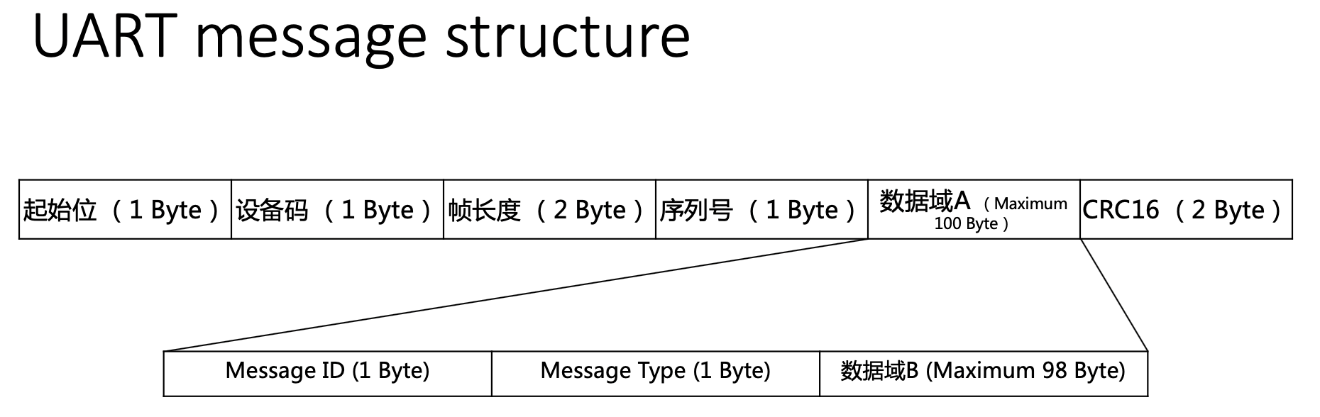 UART message structure
起始位 （1 Byte）
设备码 （1 Byte）
帧长度 （2 Byte）
序列号 （1 Byte）
数据域A （Maximum
100 Byte）
CRC16 （2 Byte）
Message ID (1 Byte)
Message Type (1 Byte)
数据域B (Maximum 98 Byte)